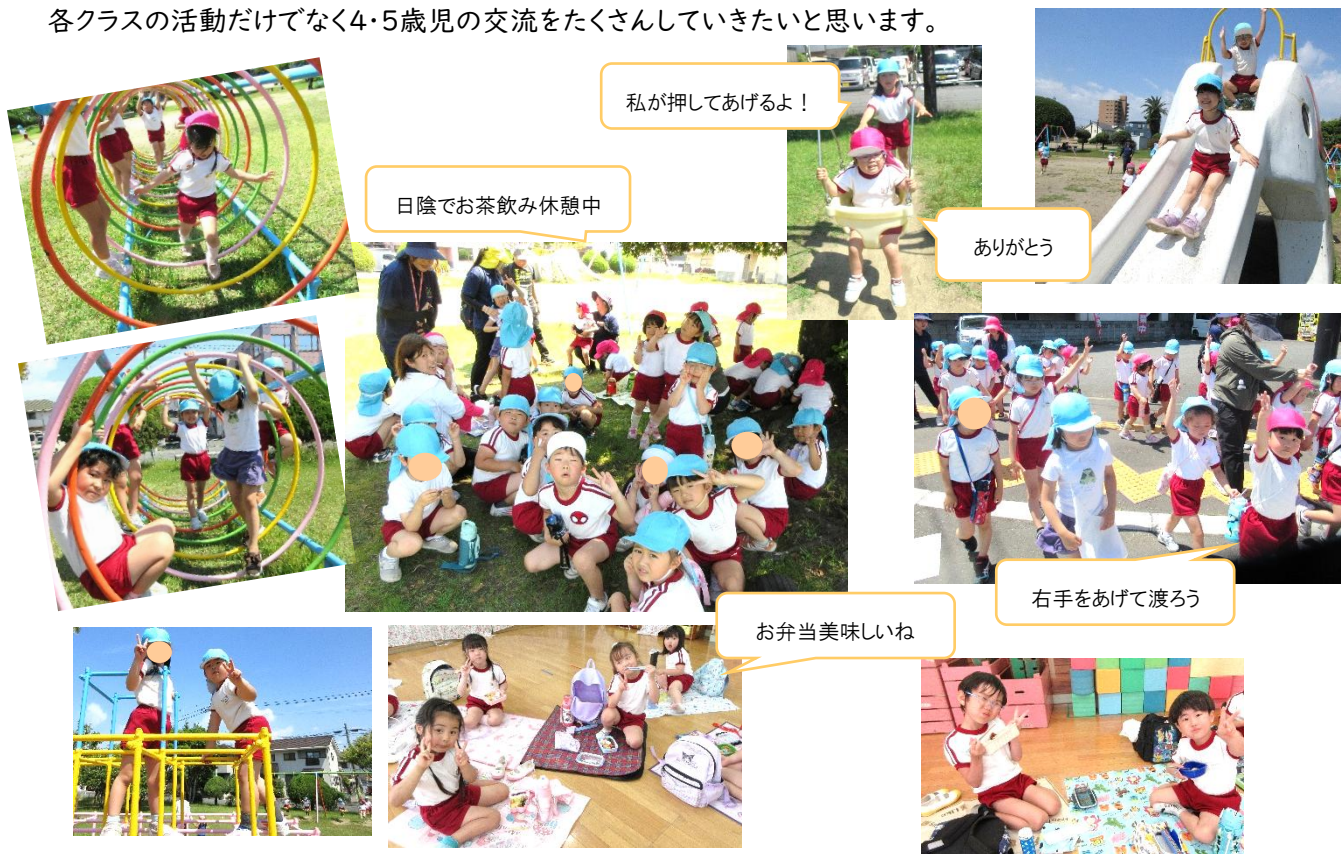 各クラスの活動だけでなく4・5歳児の交流をたくさんしていきたいと思います。
私が押してあげるよ！
日陰でお茶飲み休憩中
ありがとう
右手をあげて渡ろう
お弁当美味しいね